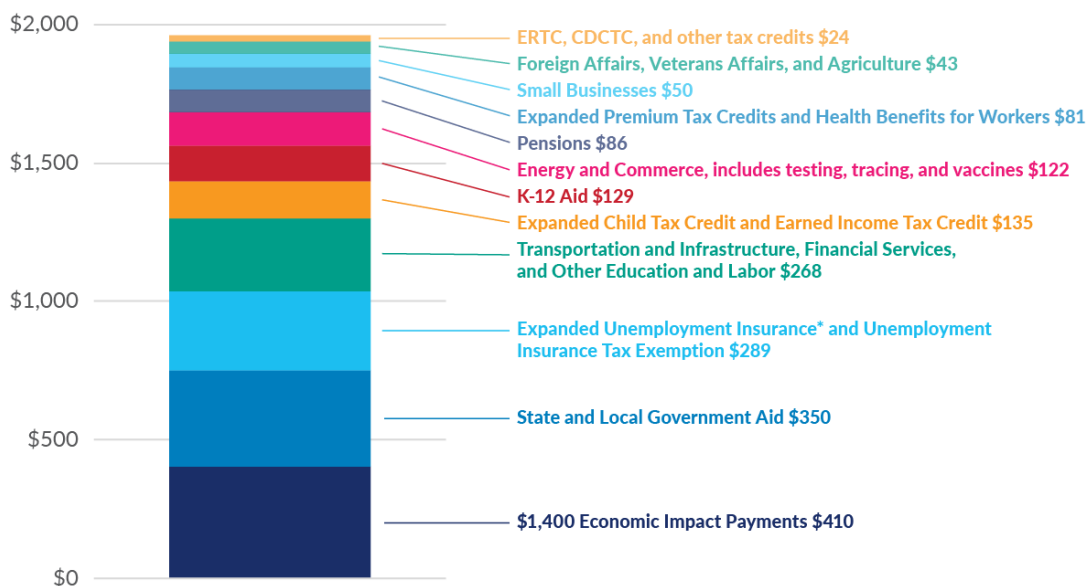 $2,000
$1,500
$1,000
$500
$0
ERTC, CDCTC, and other tax credits $24
Foreign Affairs, Veterans Affairs, and Agriculture $43
Small Businesses $50
Expanded Premium Tax Credits and Health Benefits for Workers $81
Pensions $86
Energy and Commerce, includes testing, tracing, and vaccines $122
K-12 Aid $129
Expanded Child Tax Credit and Earned Income Tax Credit $135
Transportation and Infrastructure, Financial Services,
and Other Education and Labor $268
Expanded Unemployment Insurance* and Unemployment
Insurance Tax Exemption $289
State and Local Government Aid $350
$1,400 Economic Impact Payments $410